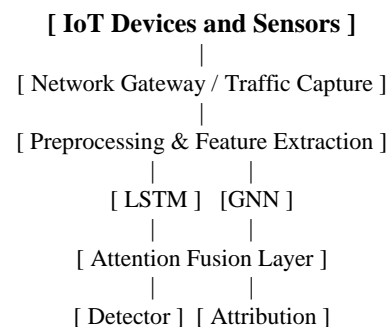 [ IoT Devices and Sensors ]
|
[ Network Gateway / Traffic Capture ]
|
[ Preprocessing & Feature Extraction ]
| |
[ LSTM ] [GNN ]
| |
[ Attention Fusion Layer ]
| |
[ Detector ] [ Attribution ]